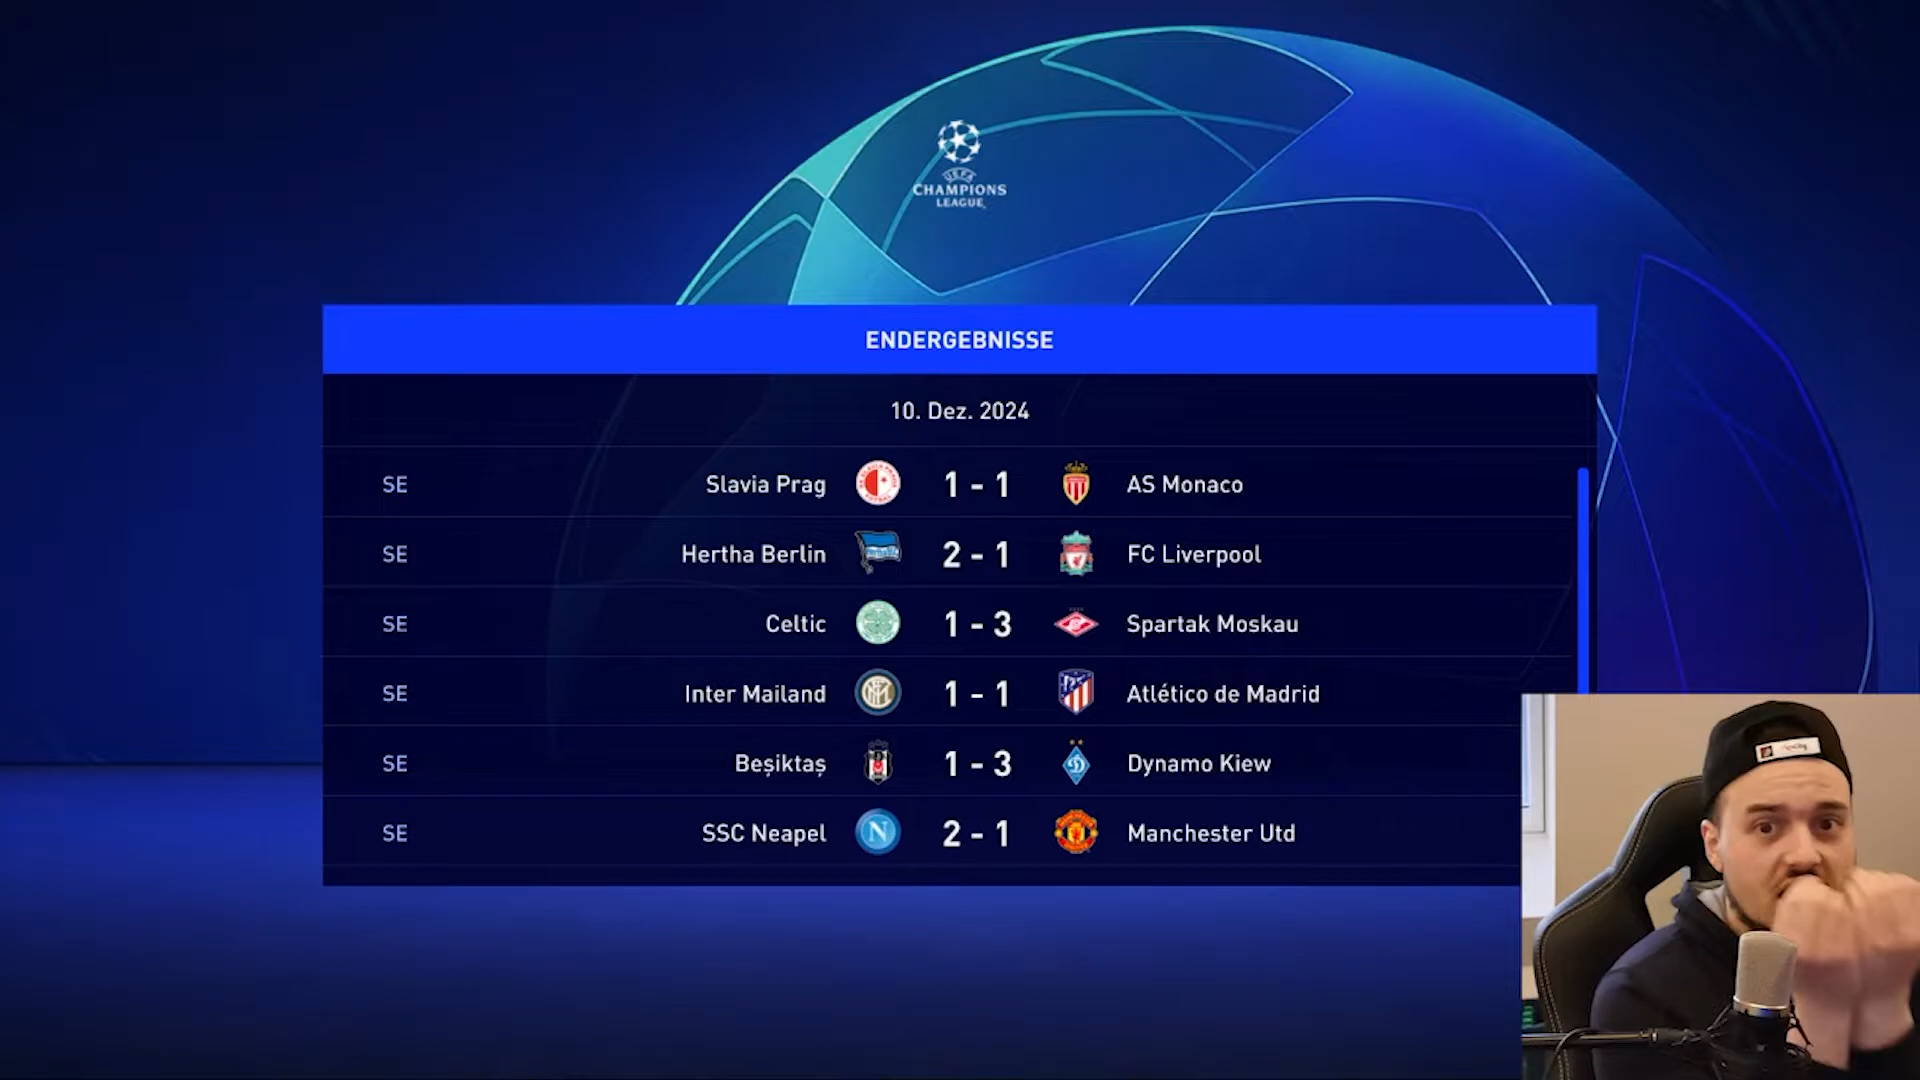 UEFA
CHAMPIONS
LEAGUE
ENDERGEBNISSE
10. Dez. 2024
SE Slavia Prag 1 - 1 AS Monaco
SE Hertha Berlin 2 - 1 FC Liverpool
SE Celtic 1 - 3 Spartak Moskau
SE Inter Mailand 1 - 1 Atlético de Madrid
SE Beşiktaş 1 - 3 Dynamo Kiew
SE SSC Neapel 2 - 1 Manchester Utd